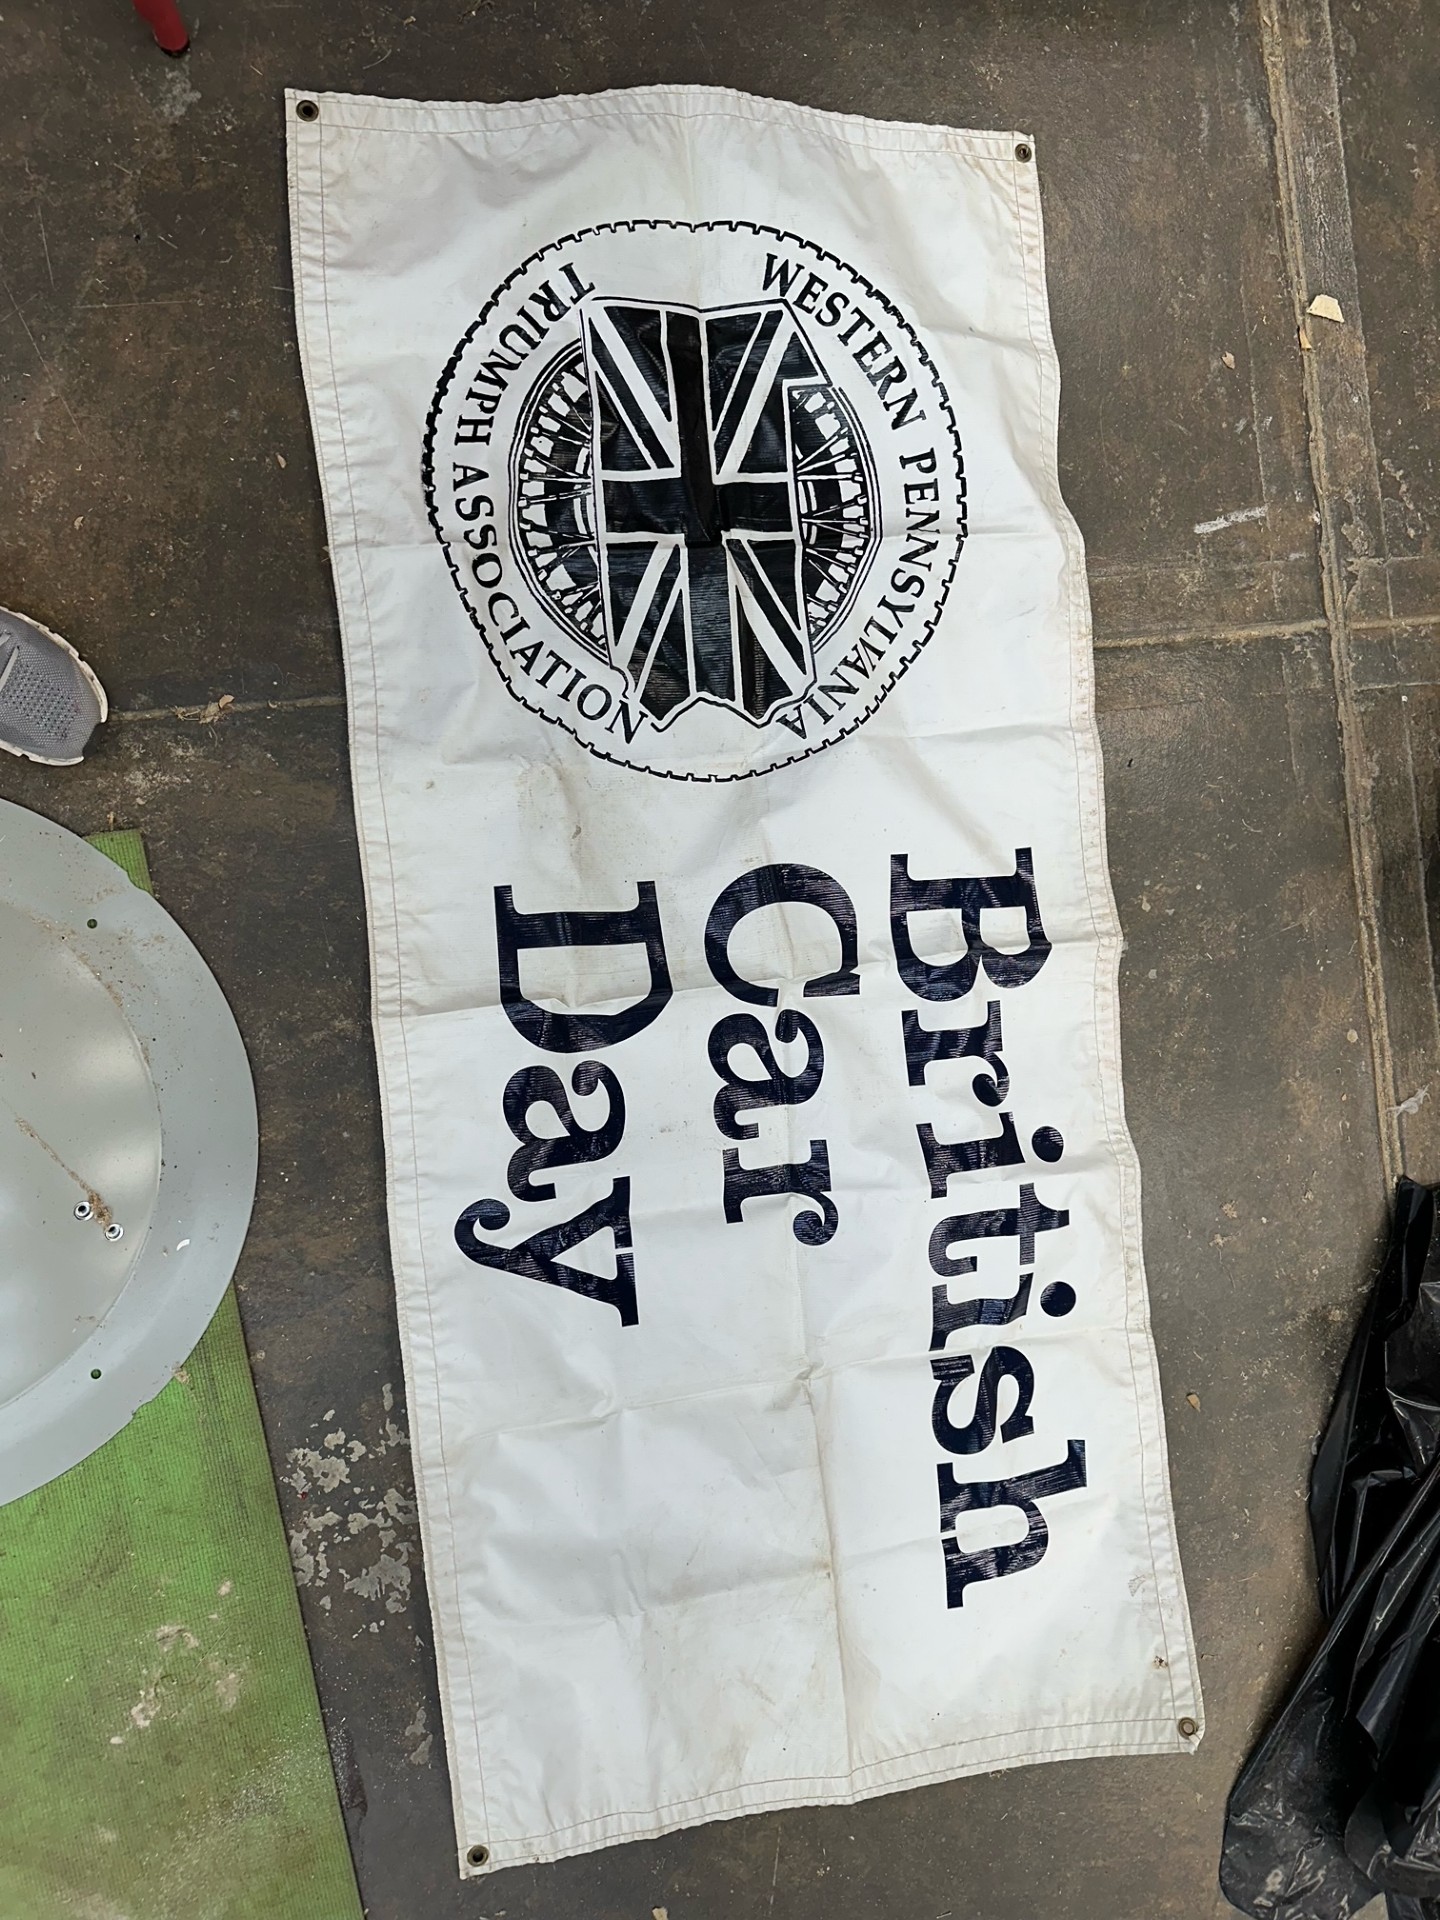 WESTERN PENNSYLVANIA
TRIUMPH ASSOCIATION
British
Car
Day